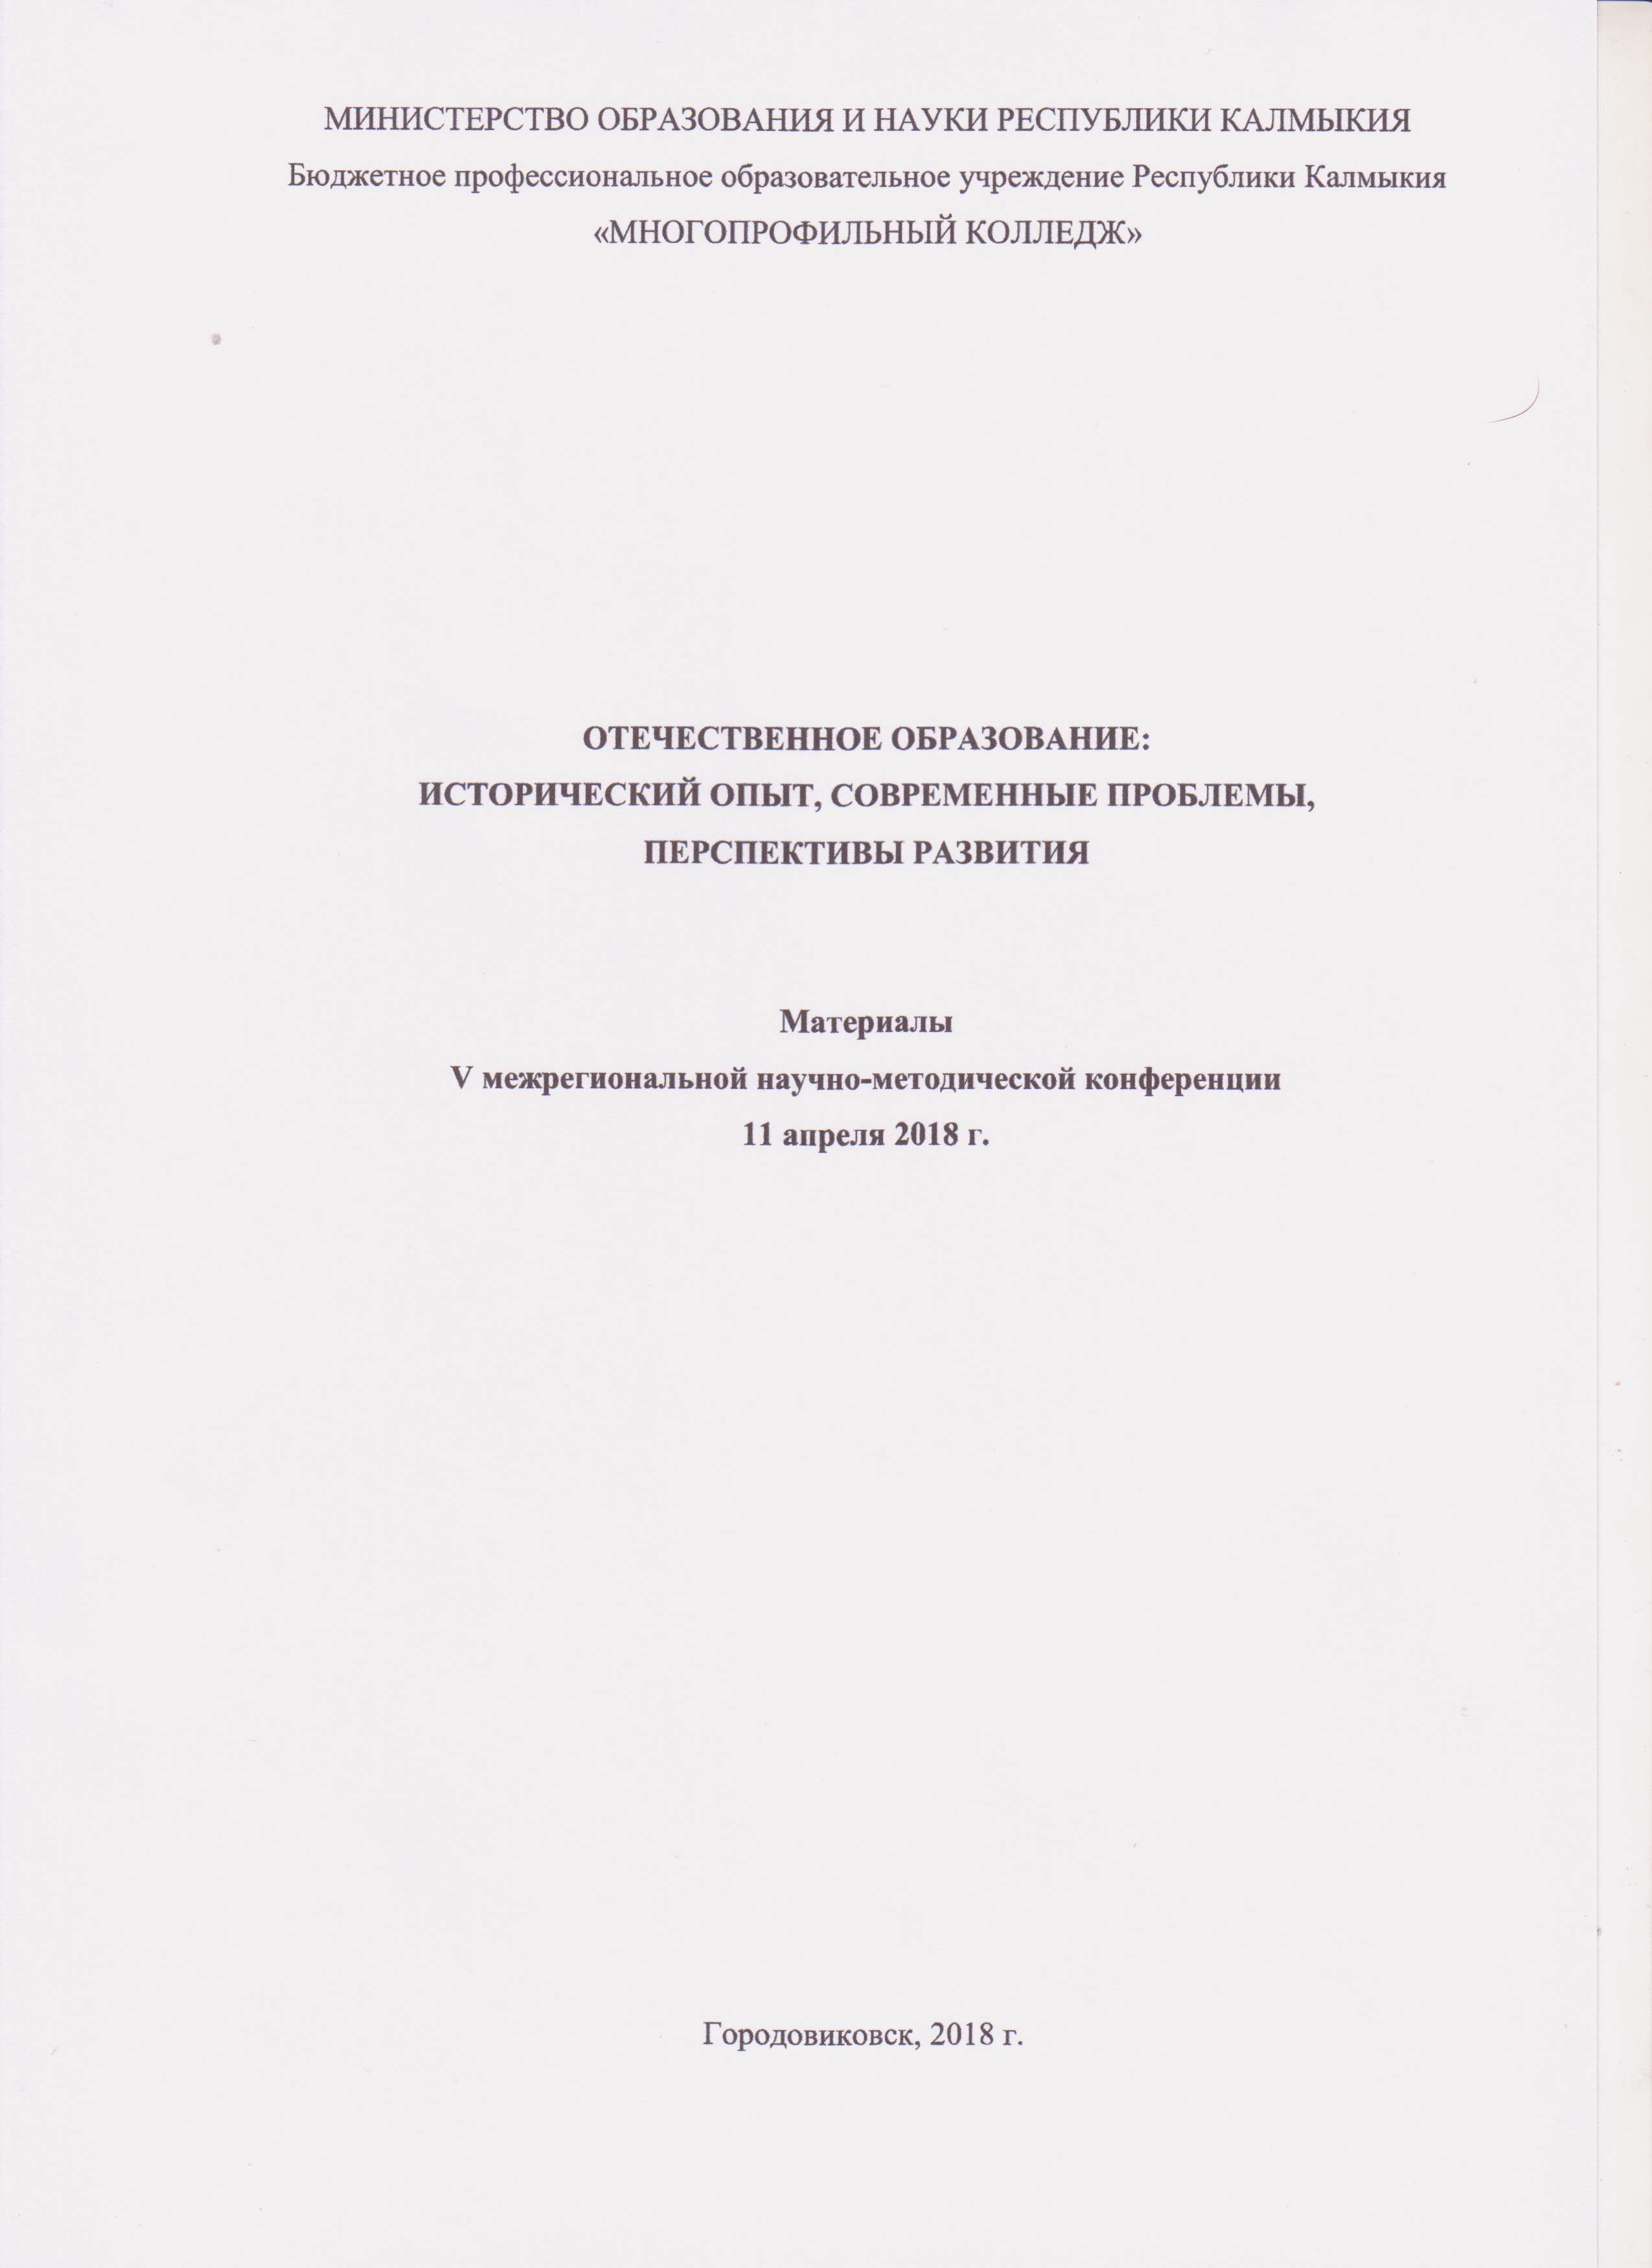 МИНИСТЕРСТВО ОБРАЗОВАНИЯ И НАУКИ РЕСПУБЛИКИ КАЛМЫКИЯ
Бюджетное профессиональное образовательное учреждение Республики Калмыкия
«МНОГОПРОФИЛЬНЫЙ КОЛЛЕДЖ»
ОТЕЧЕСТВЕННОЕ ОБРАЗОВАНИЕ:
ИСТОРИЧЕСКИЙ ОПЫТ, СОВРЕМЕННЫЕ ПРОБЛЕМЫ,
ПЕРСПЕКТИВЫ РАЗВИТИЯ
Материалы
V межрегиональной научно-методической конференции
11 апреля 2018 г.
Городовиковск, 2018 г.